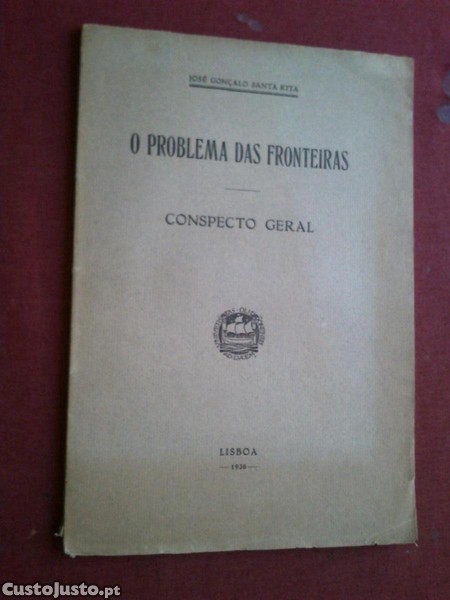 JOSÉ GONÇALO SANTA RITA
O PROBLEMA DAS FRONTEIRAS
CONSPECTO GERAL
LISBOA
CustoJusto.pt